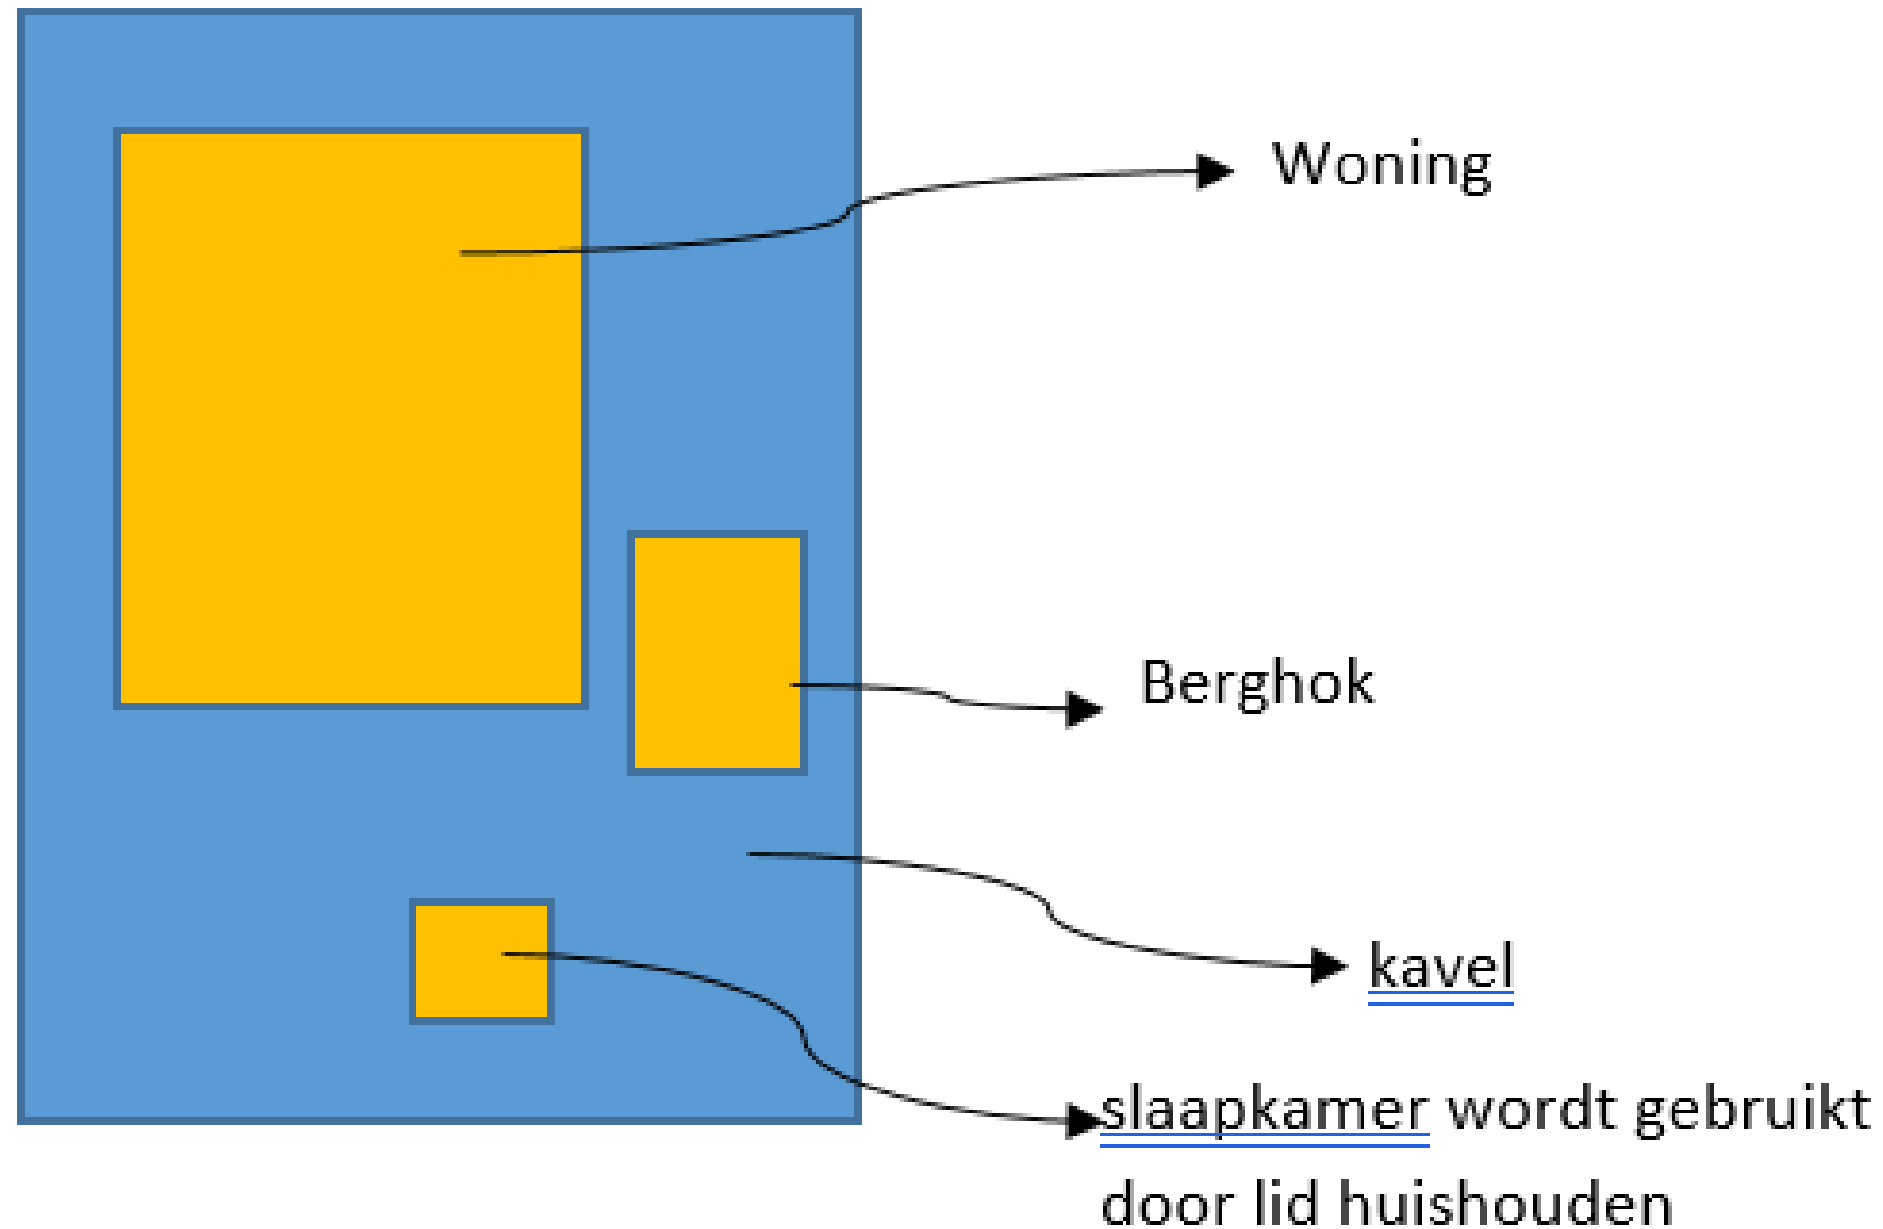 Woning
Berghok
kavel
slaapkamer wordt gebruikt
door lid huishouden